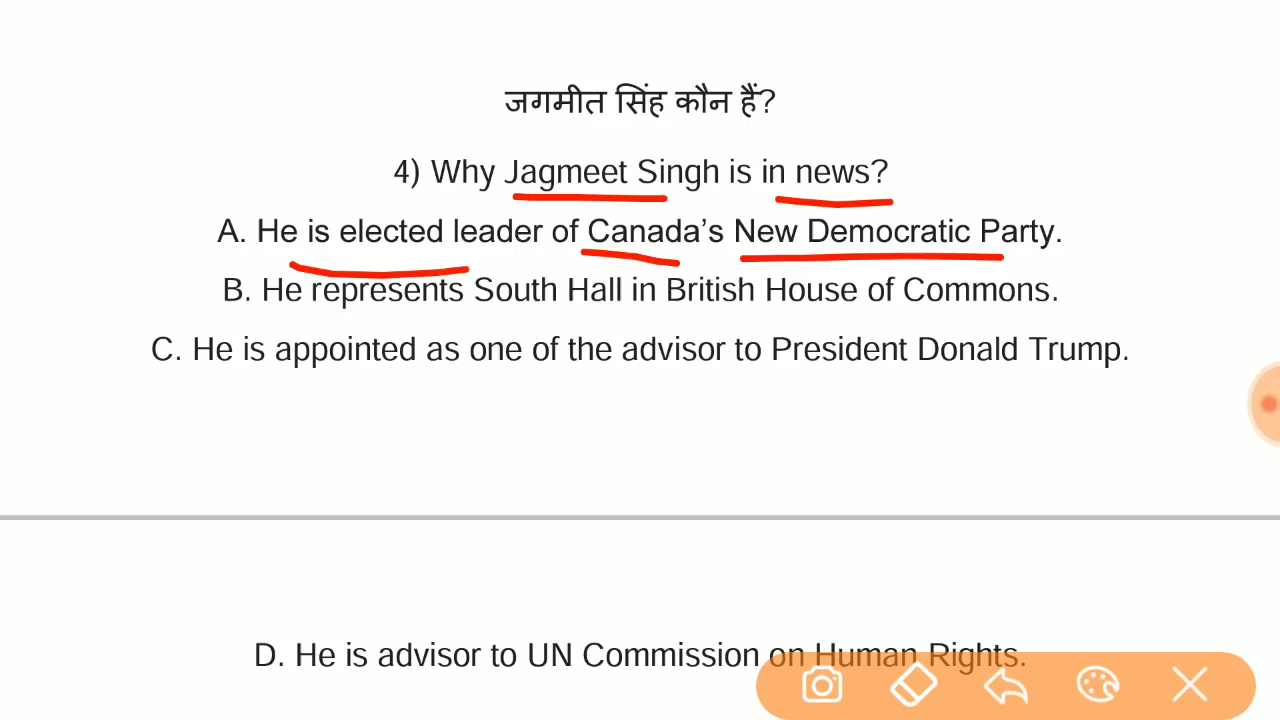 जगमीत सिंह कौन हैं?
4) Why Jagmeet Singh is in news?
A. He is elected leader of Canada’s New Democratic Party.
B. He represents South Hall in British House of Commons.
C. He is appointed as one of the advisor to President Donald Trump.
D. He is advisor to UN Commission on Human Rights.